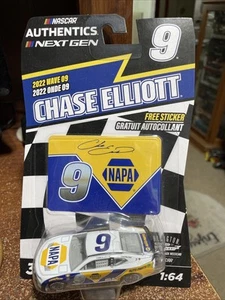 NASCAR
AUTHENTICS
NEXT GEN
9
2022 WAVE 09
2022 ONDE 09
CHASE ELLIOTT
FREE STICKER
GRATUIT AUTOCOLLANT
9
NAPA
NAPA
9
1:64